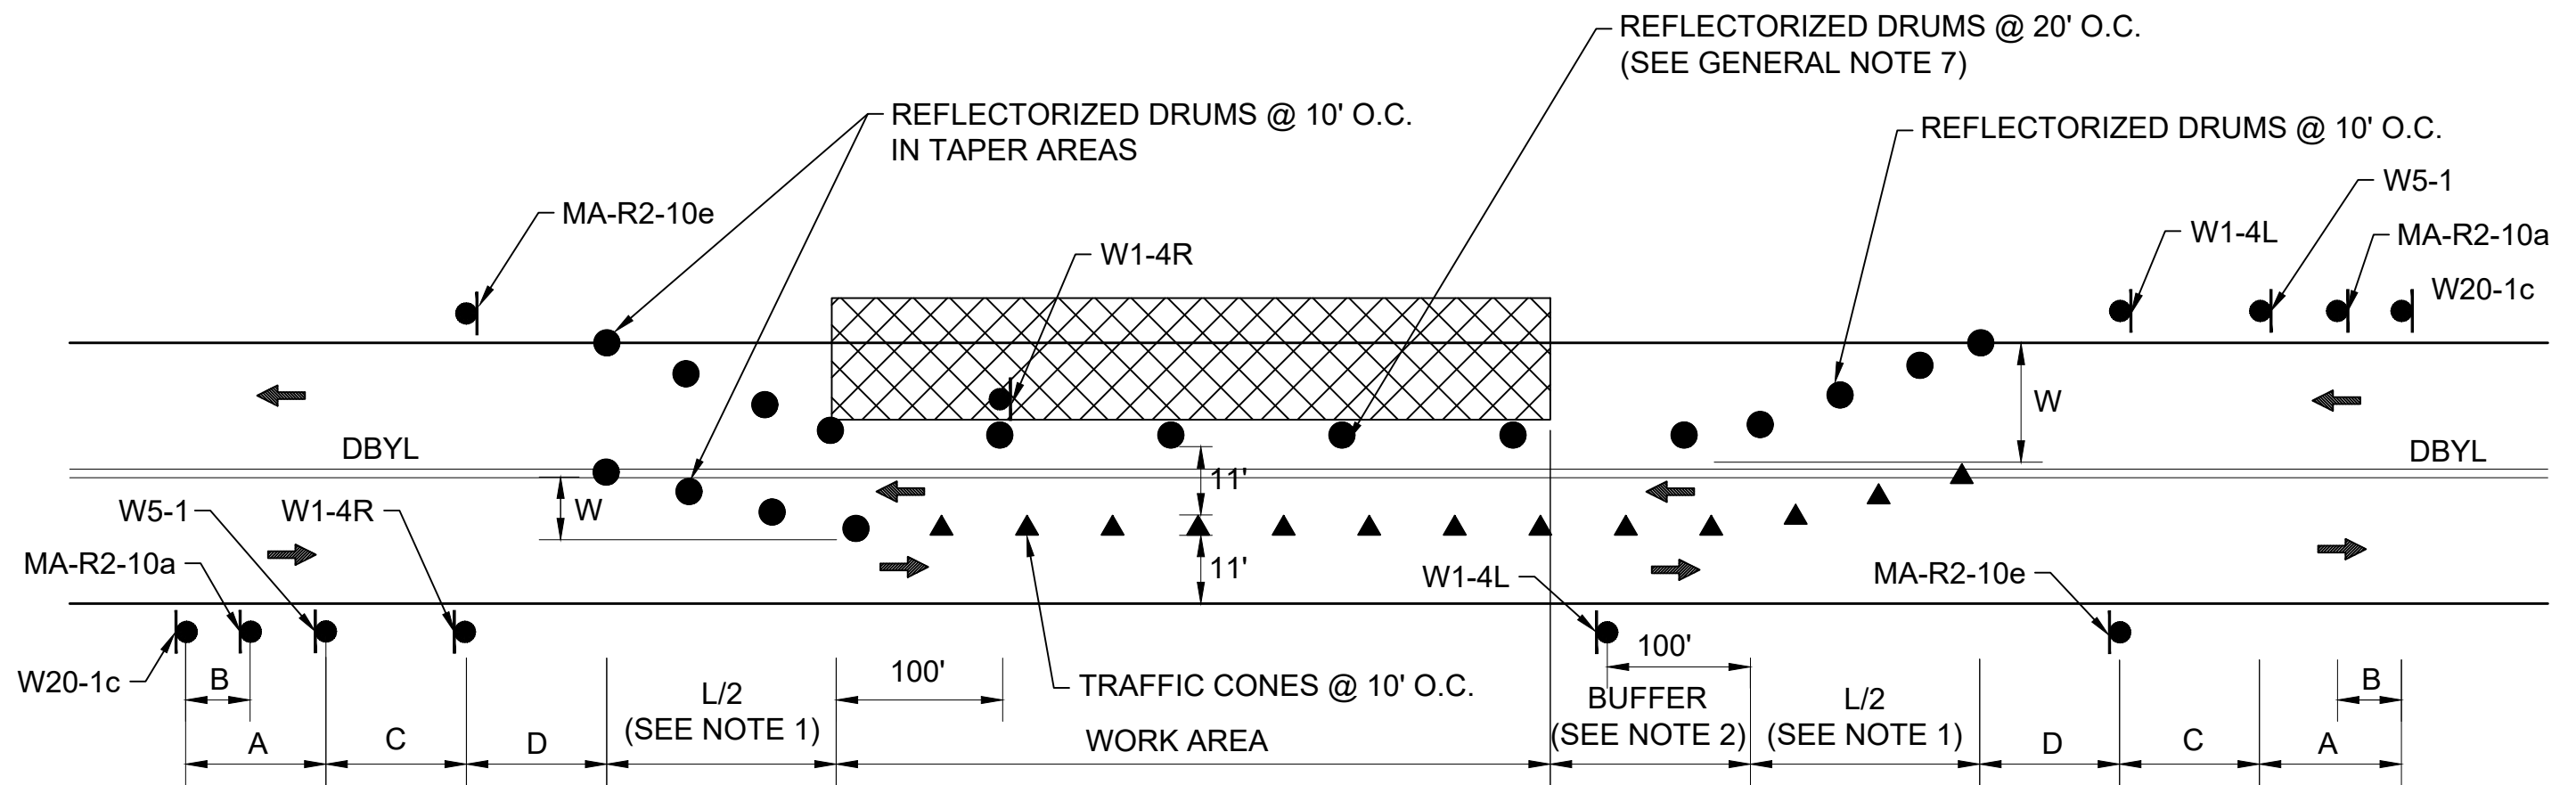 REFLECTORIZED DRUMS @ 20' O.C.
(SEE GENERAL NOTE 7)
REFLECTORIZED DRUMS @ 10' O.C.
IN TAPER AREAS
REFLECTORIZED DRUMS @ 10' O.C.
W5-1
MA-R2-10e
W1-4R
W1-4L
MA-R2-10a
W20-1c
W
DBYL
DBYL
11'
W5-1
W1-4R
W
MA-R2-10a
11'
W1-4L
MA-R2-10e
W20-1c
B
100'
TRAFFIC CONES @ 10' O.C.
100'
B
L/2
(SEE NOTE 1)
BUFFER
(SEE NOTE 2)
L/2
(SEE NOTE 1)
A
C
D
WORK AREA
D
C
A